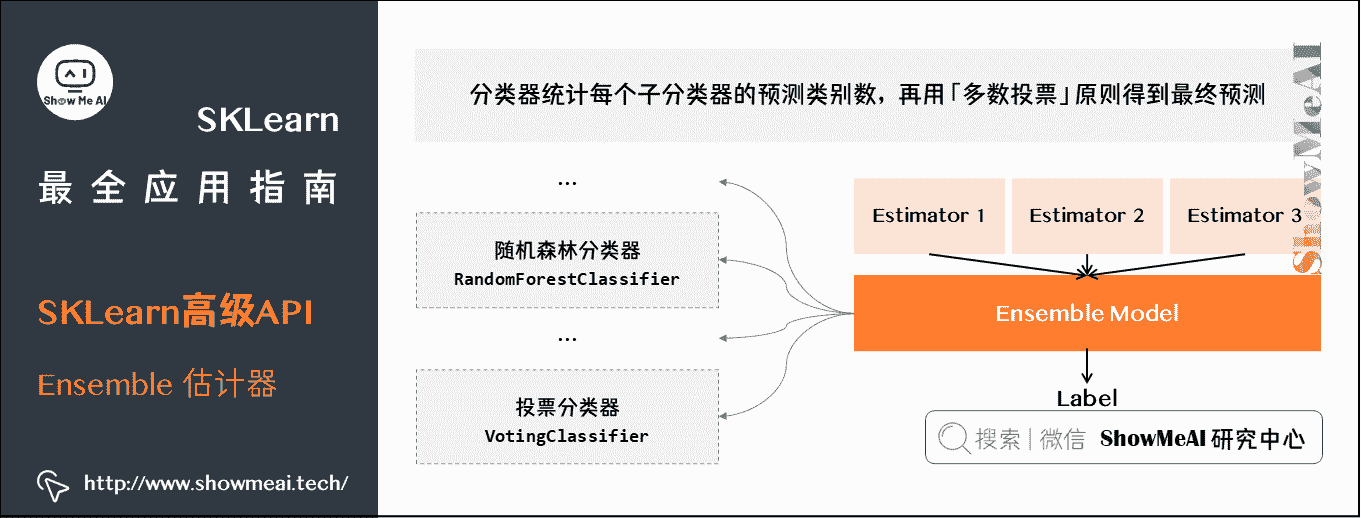 Show Me AI
SKLearn
最全应用指南
SKLearn高级API
Ensemble 估计器
http://www.showmeai.tech/
分类器统计每个子分类器的预测类别数，再用「多数投票」原则得到最终预测
...
随机森林分类器
RandomForestClassifier
...
投票分类器
VotingClassifier
Estimator 1
Estimator 2
Estimator 3
Ensemble Model
Label
搜索|微信 ShowMeAI 研究中心
ShowMeAI